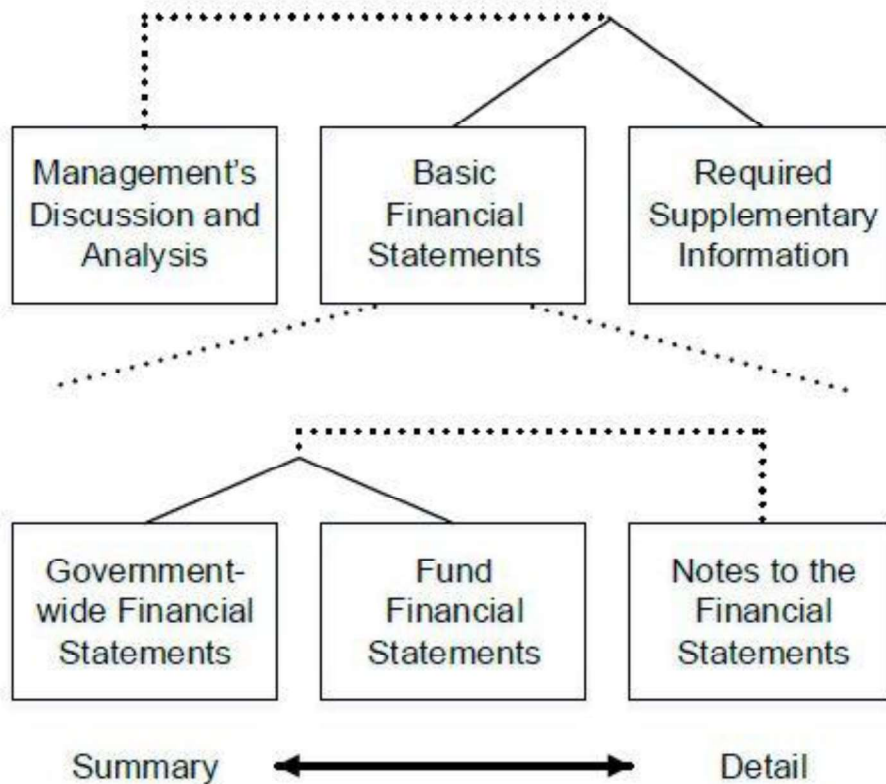 Management's
Discussion and
Analysis
Basic
Financial
Statements
Required
Supplementary
Information
Government-
wide Financial
Statements
Fund
Financial
Statements
Notes to the
Financial
Statements
Summary
Detail